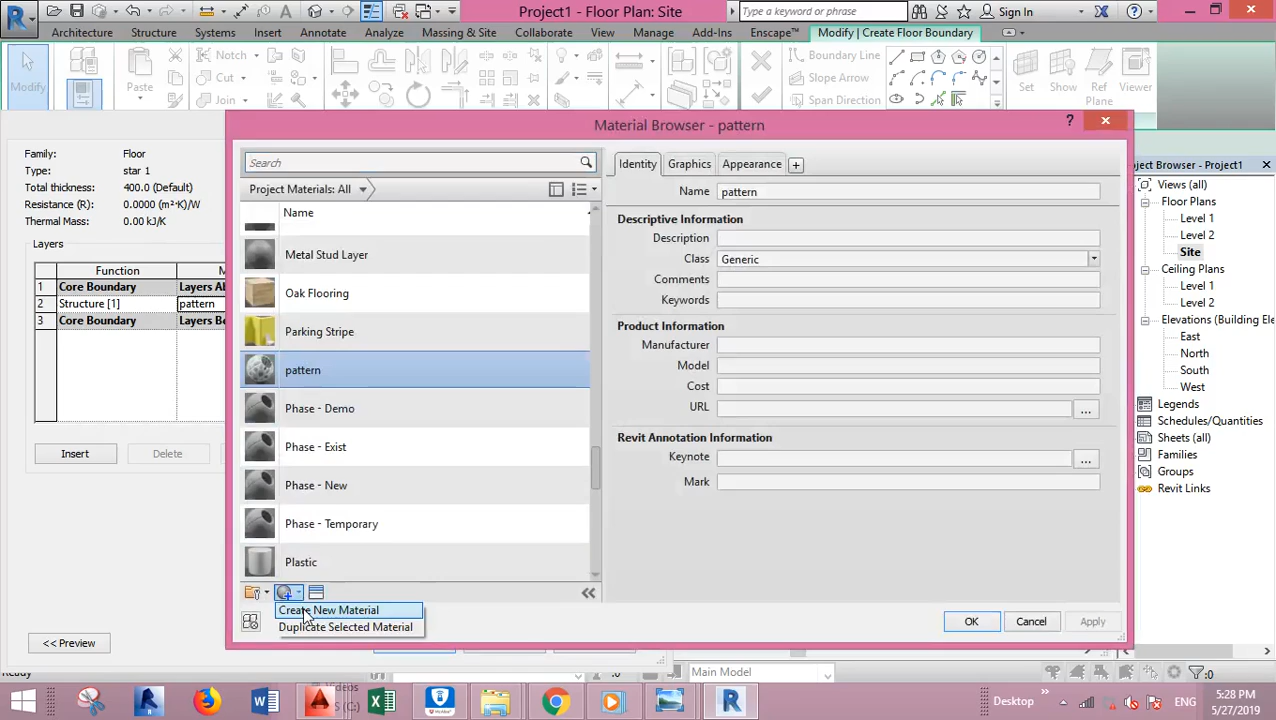 Project1 - Floor Plan: Site
Type a keyword or phrase
Sign In
Architecture Structure Systems Insert Annotate Analyze Massing & Site Collaborate View Manage Add-Ins Enscape™ Modify | Create Floor Boundary
Modify
Paste
Notch
Cut
Join
Boundary Line
Slope Arrow
Span Direction
Set
Show
Ref
Plane
Viewer
Material Browser - pattern
?
Family: Floor
Type: star 1
Total thickness: 400.0 (Default)
Resistance (R): 0.0000 (m²·K)/W
Thermal Mass: 0.00 kJ/K
Layers
Function
1 Core Boundary Layers Ab
2 Structure [1] pattern
3 Core Boundary Layers Be
Insert
Delete
<< Preview
Search
Project Materials: All
Name
Metal Stud Layer
Oak Flooring
Parking Stripe
pattern
Phase - Demo
Phase - Exist
Phase - New
Phase - Temporary
Plastic
Create New Material
Duplicate Selected Material
Identity Graphics Appearance
Name pattern
Descriptive Information
Description
Class Generic
Comments
Keywords
Product Information
Manufacturer
Model
Cost
URL ...
Revit Annotation Information
Keynote ...
Mark
OK Cancel Apply
ject Browser - Project1
Views (all)
Floor Plans
Level 1
Level 2
Site
Ceiling Plans
Level 1
Level 2
Elevations (Building Ele
East
North
South
West
Legends
Schedules/Quantities
Sheets (all)
Families
Groups
Revit Links
:0
Main Model
:0
Videos
Desktop
ENG
5:28 PM
5/27/2019